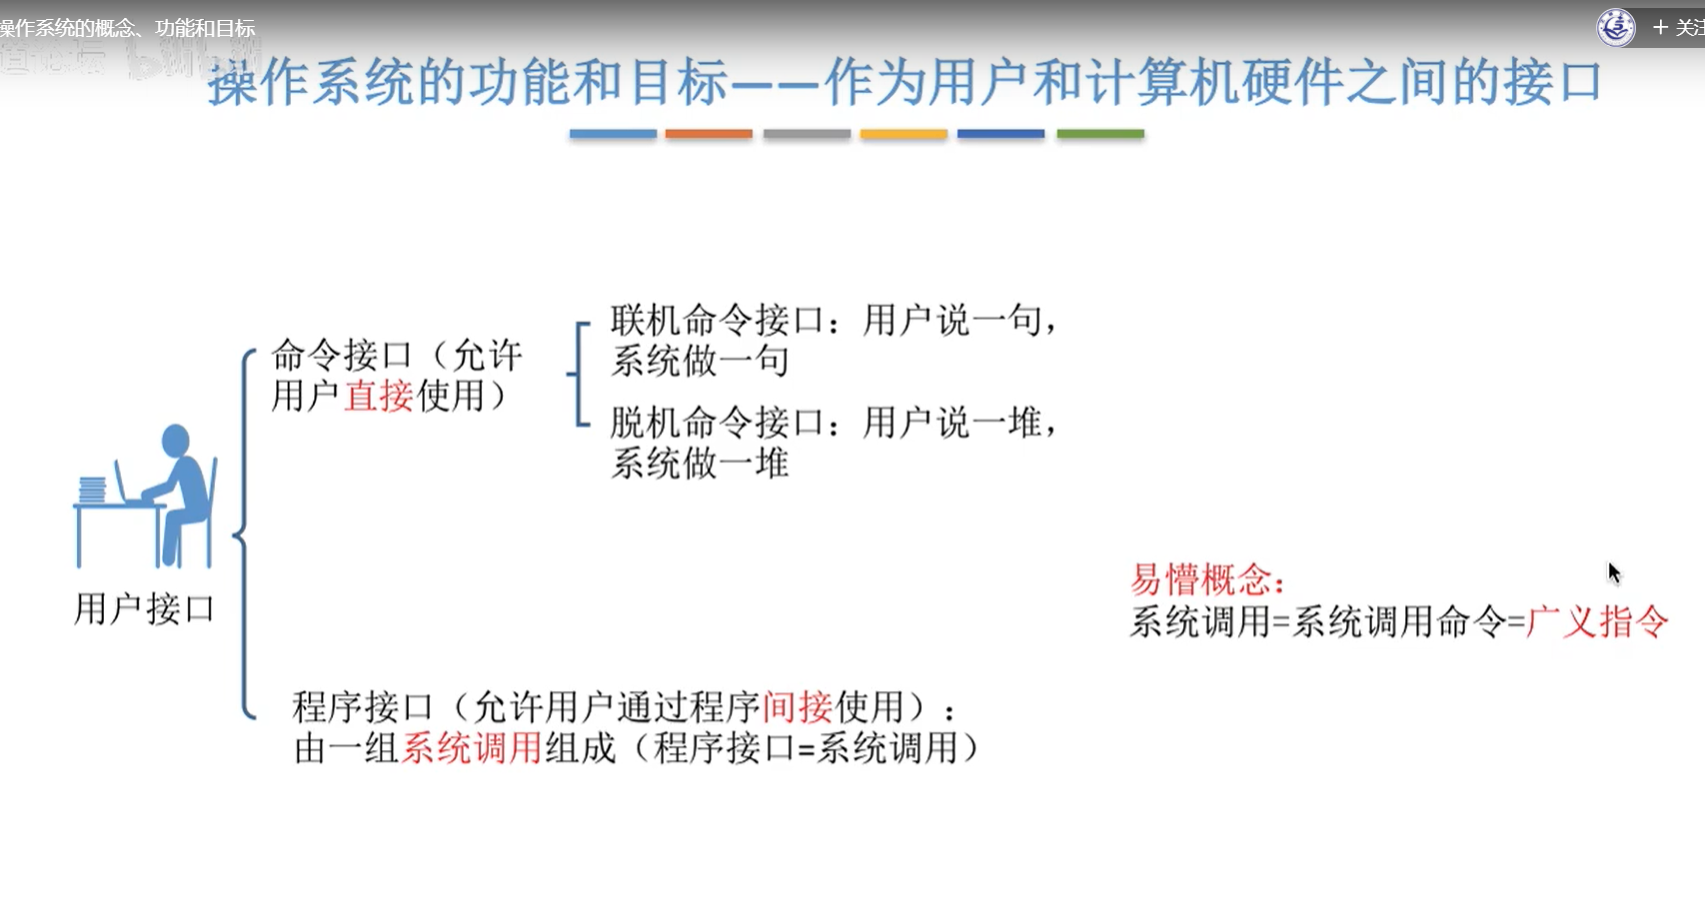 操作系统的概念、功能和目标
+ 关注
操作系统的功能和目标——作为用户和计算机硬件之间的接口
联机命令接口：用户说一句，
系统做一句
命令接口（允许
用户直接使用）
脱机命令接口：用户说一堆，
系统做一堆
用户接口
易懵概念：
系统调用=系统调用命令=广义指令
程序接口（允许用户通过程序间接使用）：
由一组系统调用组成（程序接口=系统调用）